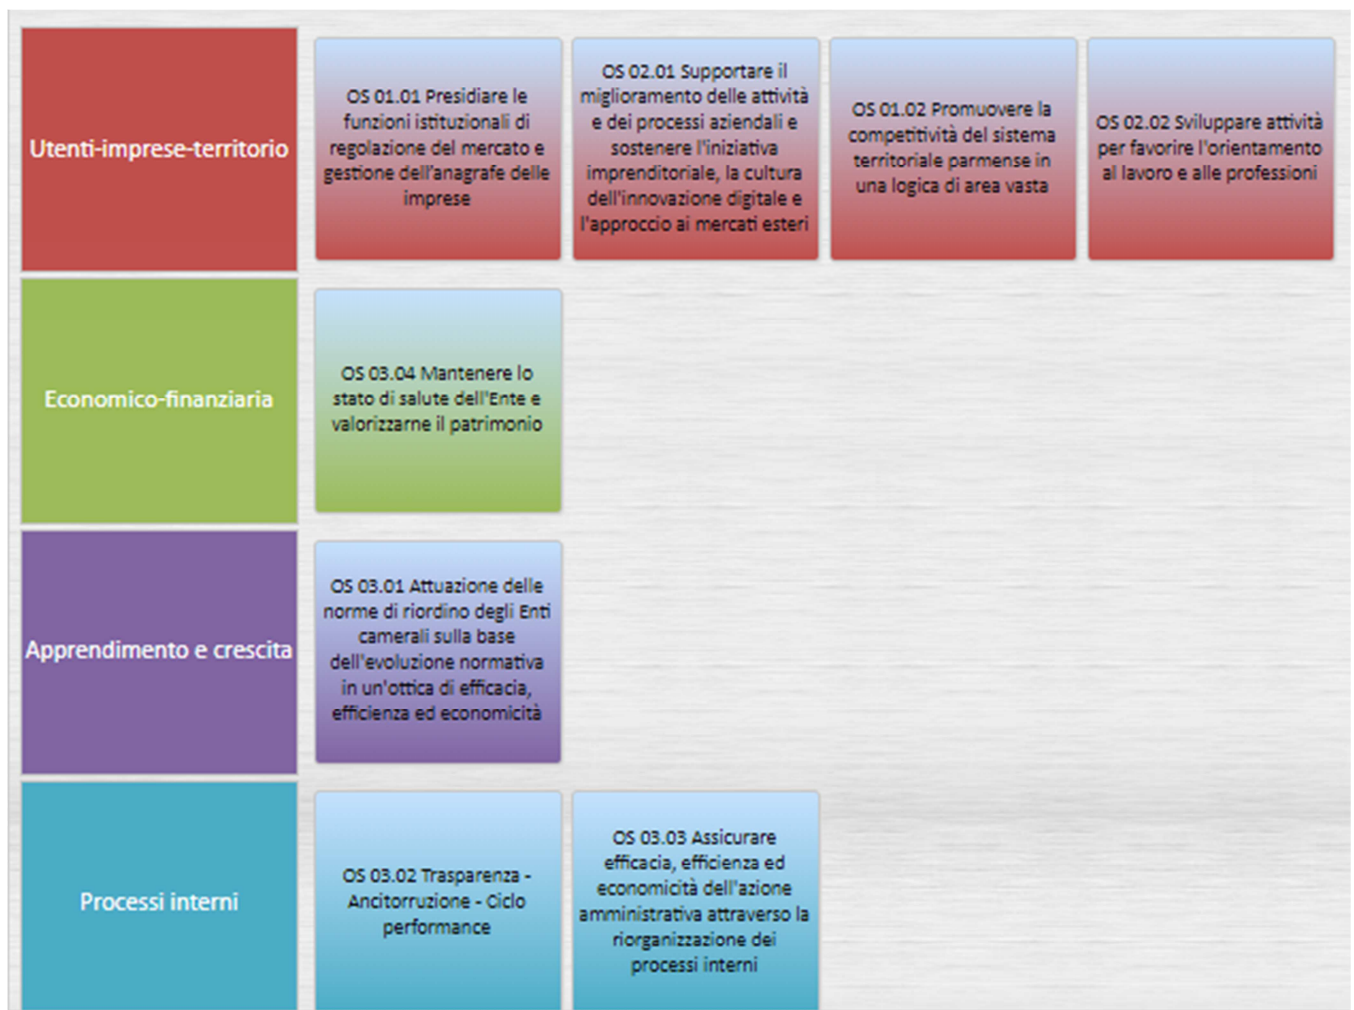 Utenti-imprese-territorio
OS 01.01 Presidiare le
funzioni istituzionali di
regolazione del mercato e
gestione dell'anagrafe delle
imprese
OS 02.01 Supportare il
miglioramento delle attività
e dei processi aziendali e
sostenere l'iniziativa
imprenditoriale, la cultura
dell'innovazione digitale e
l'approccio ai mercati esteri
OS 01.02 Promuovere la
competitività del sistema
territoriale parmense in
una logica di area vasta
OS 02.02 Sviluppare attività
per favorire l'orientamento
al lavoro e alle professioni
Economico-finanziaria
OS 03.04 Mantenere lo
stato di salute dell'Ente e
valorizzarne il patrimonio
Apprendimento e crescita
OS 03.01 Attuazione delle
norme di riordino degli Enti
camerali sulla base
dell'evoluzione normativa
in un'ottica di efficacia,
efficienza ed economicità
Processi interni
OS 03.02 Trasparenza -
Ancitorruzione - Ciclo
performance
OS 03.03 Assicurare
efficacia, efficienza ed
economicità dell'azione
amministrativa attraverso la
riorganizzazione dei
processi interni